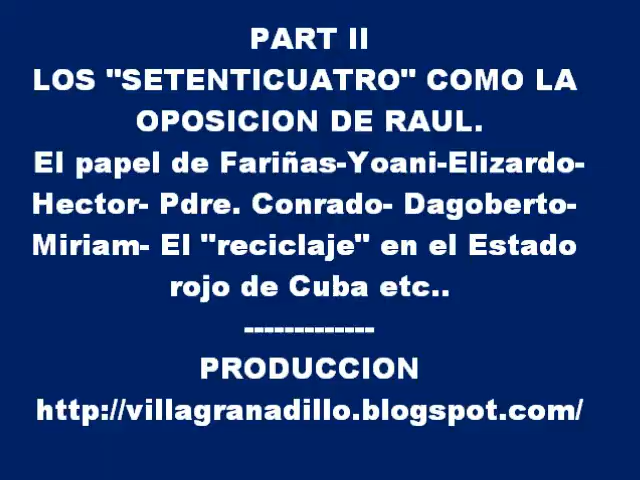 PART II
LOS "SETENTICUATRO" COMO LA
OPOSICION DE RAUL.
El papel de Fariñas-Yoani-Elizardo-
Hector- Pdre. Conrado- Dagoberto-
Miriam- El "reciclaje" en el Estado
rojo de Cuba etc..
-------------
PRODUCCION
http://villagranadillo.blogspot.com/